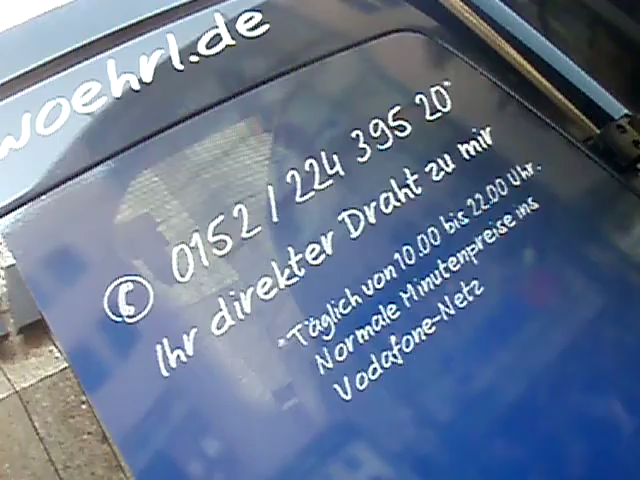 woehrl.de
0152 / 224 395 20*
Ihr direkter Draht zu mir
*Täglich von 10.00 bis 22.00 Uhr.
Normale Minutenpreise ins
Vodafone-Netz